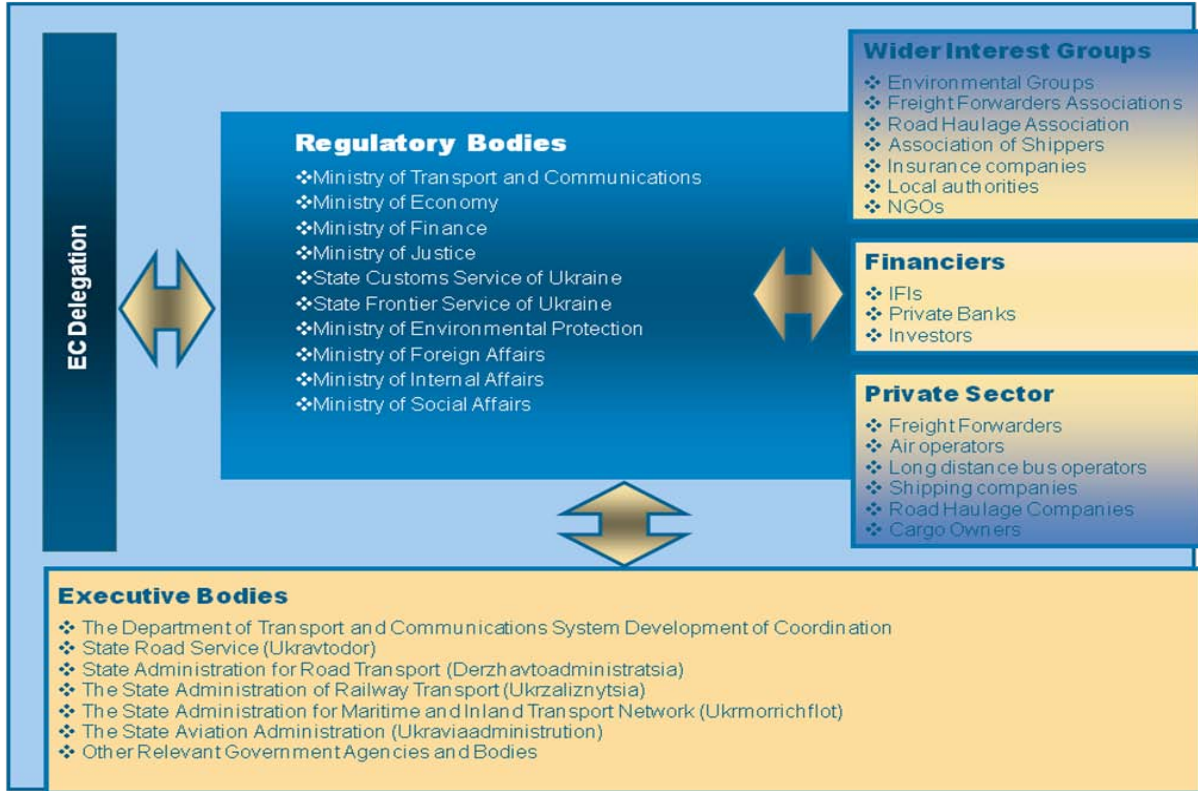 EC Delegation
Regulatory Bodies
❖Ministry of Transport and Communications
❖Ministry of Economy
❖Ministry of Finance
❖Ministry of Justice
❖State Customs Service of Ukraine
❖State Frontier Service of Ukraine
❖Ministry of Environmental Protection
❖Ministry of Foreign Affairs
❖Ministry of Internal Affairs
❖Ministry of Social Affairs
Wider Interest Groups
❖ Environmental Groups
❖ Freight Forwarders Associations
❖ Road Haulage Association
❖ Association of Shippers
❖ Insurance companies
❖ Local authorities
❖ NGOs
Financiers
❖ IFIs
❖ Private Banks
❖ Investors
Private Sector
❖ Freight Forwarders
❖ Air operators
❖ Long distance bus operators
❖ Shipping companies
❖ Road Haulage Companies
❖ Cargo Owners
Executive Bodies
❖ The Department of Transport and Communications System Development of Coordination
❖ State Road Service (Ukravtodor)
❖ State Administration for Road Transport (Derzhavtoadministratsia)
❖ The State Administration of Railway Transport (Ukrzaliznytsia)
❖ The State Administration for Maritime and Inland Transport Network (Ukrmorrichflot)
❖ The State Aviation Administration (Ukraviaadministrution)
❖ Other Relevant Government Agencies and Bodies